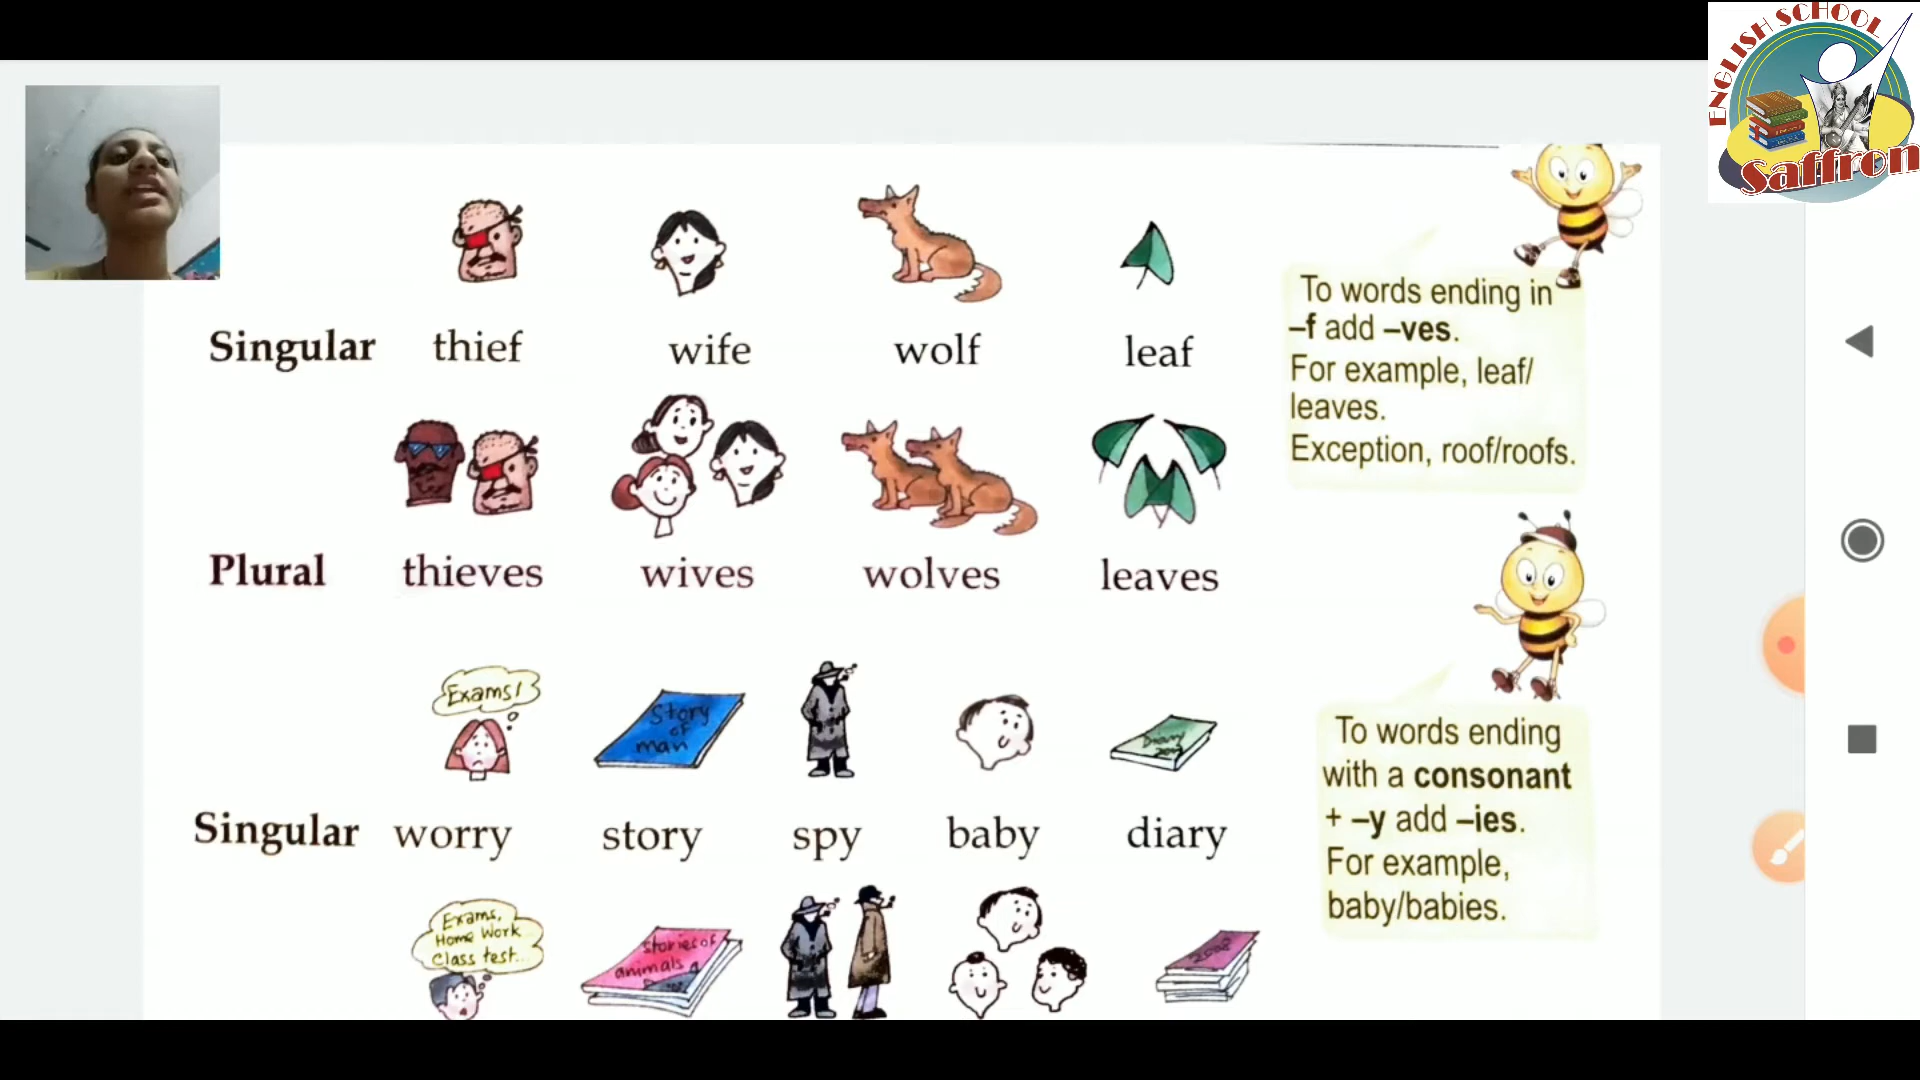 ENGLISH SCHOOL
Saffron
Singular thief wife wolf leaf
To words ending in
–f add –ves.
For example, leaf/
leaves.
Exception, roof/roofs.
Plural thieves wives wolves leaves
Exams!
Story
of
man
Diary
Singular worry story spy baby diary
To words ending
with a consonant
+ –y add –ies.
For example,
baby/babies.
Exams,
Home Work
Class test...
Stories of
animals
2002